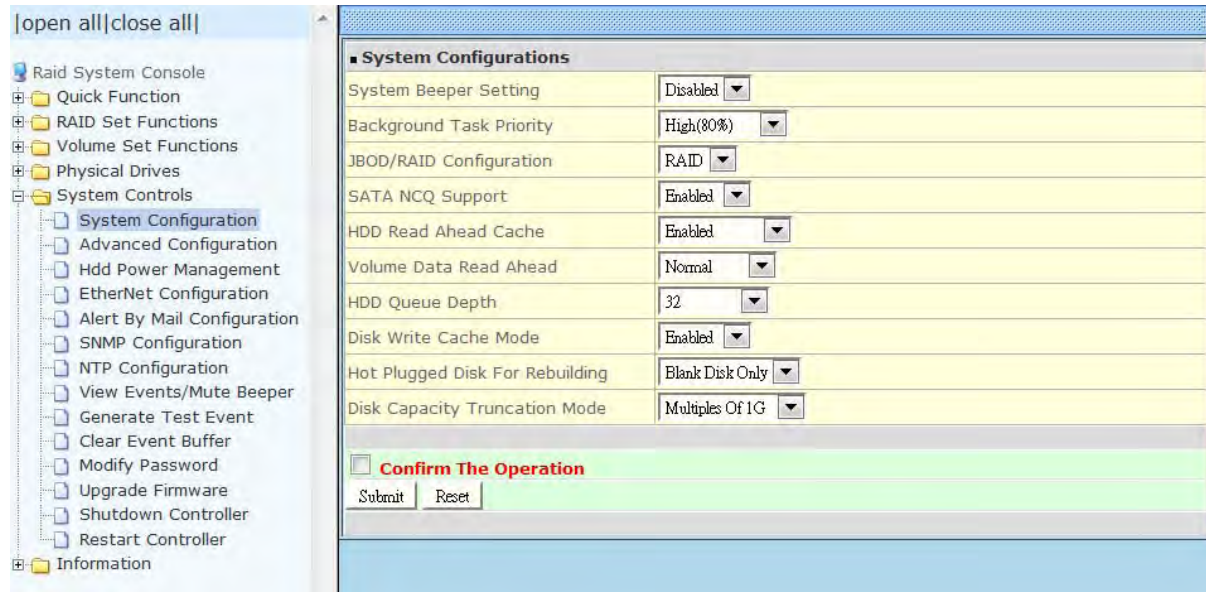 |open all|close all|
Raid System Console
Quick Function
RAID Set Functions
Volume Set Functions
Physical Drives
System Controls
System Configuration
Advanced Configuration
Hdd Power Management
EtherNet Configuration
Alert By Mail Configuration
SNMP Configuration
NTP Configuration
View Events/Mute Beeper
Generate Test Event
Clear Event Buffer
Modify Password
Upgrade Firmware
Shutdown Controller
Restart Controller
Information
System Configurations
System Beeper Setting Disabled
Background Task Priority High(80%)
JBOD/RAID Configuration RAID
SATA NCQ Support Enabled
HDD Read Ahead Cache Enabled
Volume Data Read Ahead Normal
HDD Queue Depth 32
Disk Write Cache Mode Enabled
Hot Plugged Disk For Rebuilding Blank Disk Only
Disk Capacity Truncation Mode Multiples Of 1G
Confirm The Operation
Submit Reset